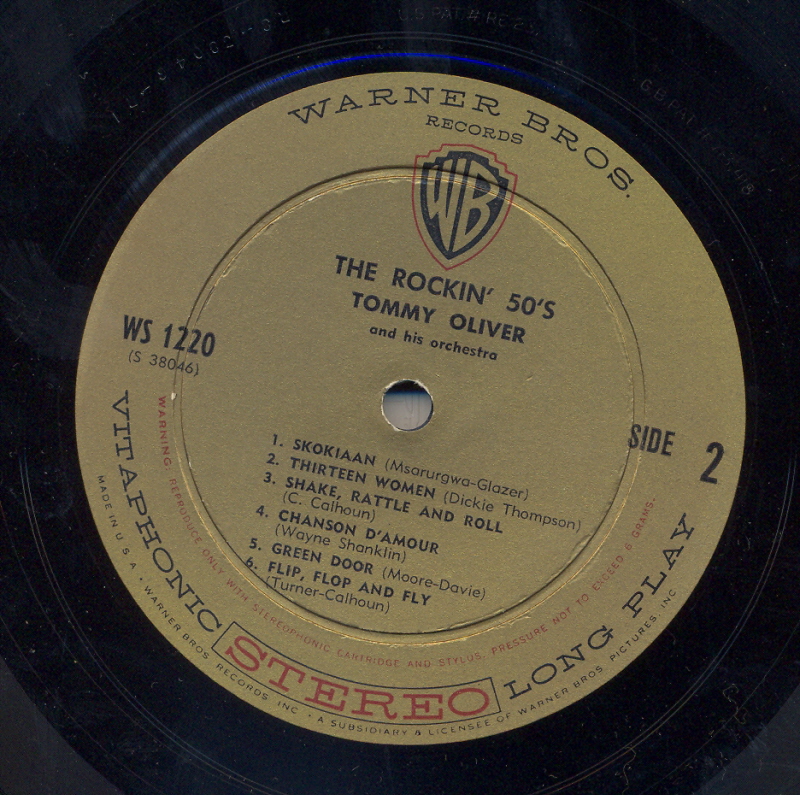 WARNER BROS.
RECORDS
WB
THE ROCKIN' 50'S
TOMMY OLIVER
and his orchestra
WS 1220
(S 38046)
SIDE 2
1. SKOKIAAN (Msarurgwa-Glazer)
2. THIRTEEN WOMEN (Dickie Thompson)
3. SHAKE, RATTLE AND ROLL
(C. Calhoun)
4. CHANSON D'AMOUR
(Wayne Shanklin)
5. GREEN DOOR (Moore-Davie)
6. FLIP, FLOP AND FLY
(Turner-Calhoun)
WARNING: REPRODUCE ONLY WITH STEREOPHONIC CARTRIDGE AND STYLUS. PRESSURE NOT TO EXCEED 6 GRAMS.
VITAPHONIC STEREO LONG PLAY
MADE IN U.S.A. • WARNER BROS. RECORDS, INC. • A SUBSIDIARY & LICENSEE OF WARNER BROS. PICTURES, INC.